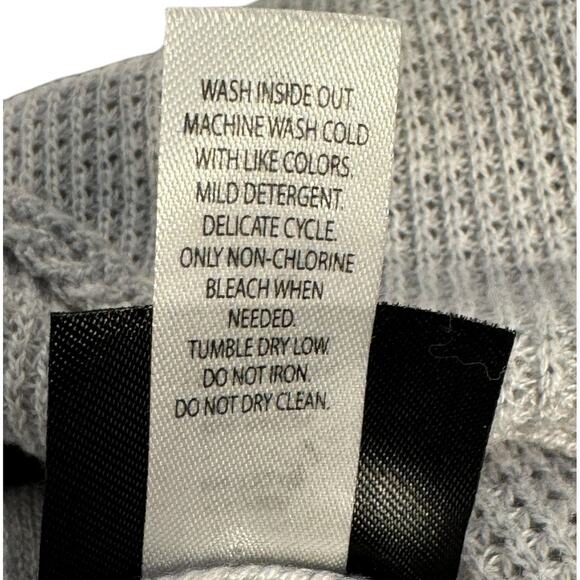 WASH INSIDE OUT.
MACHINE WASH COLD
WITH LIKE COLORS.
MILD DETERGENT.
DELICATE CYCLE.
ONLY NON-CHLORINE
BLEACH WHEN
NEEDED.
TUMBLE DRY LOW.
DO NOT IRON.
DO NOT DRY CLEAN.